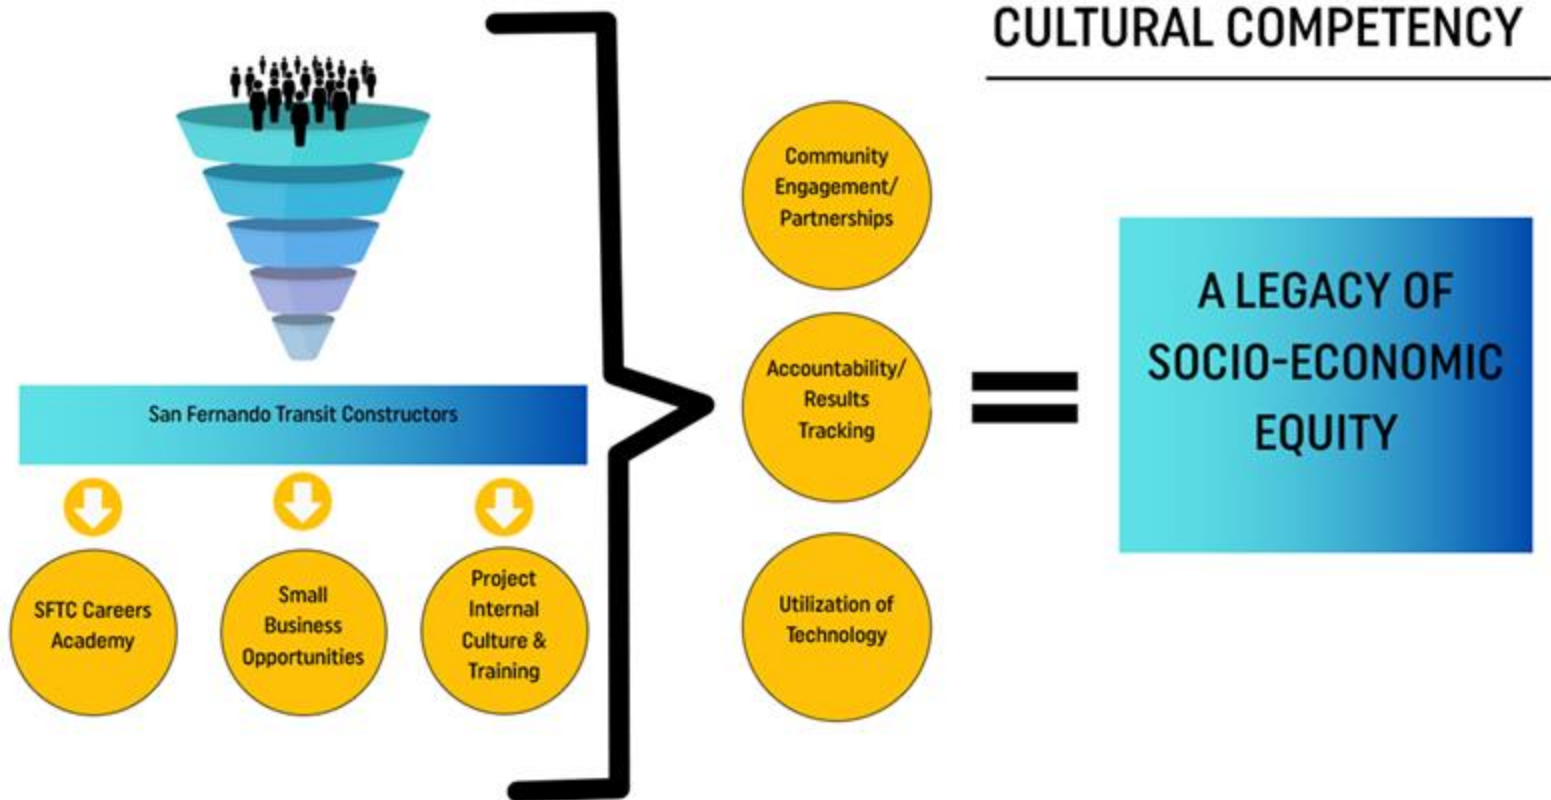 CULTURAL COMPETENCY
San Fernando Transit Constructors
SFTC Careers
Academy
Small
Business
Opportunities
Project
Internal
Culture &
Training
Community
Engagement/
Partnerships
Accountability/
Results
Tracking
Utilization of
Technology
=
A LEGACY OF
SOCIO-ECONOMIC
EQUITY